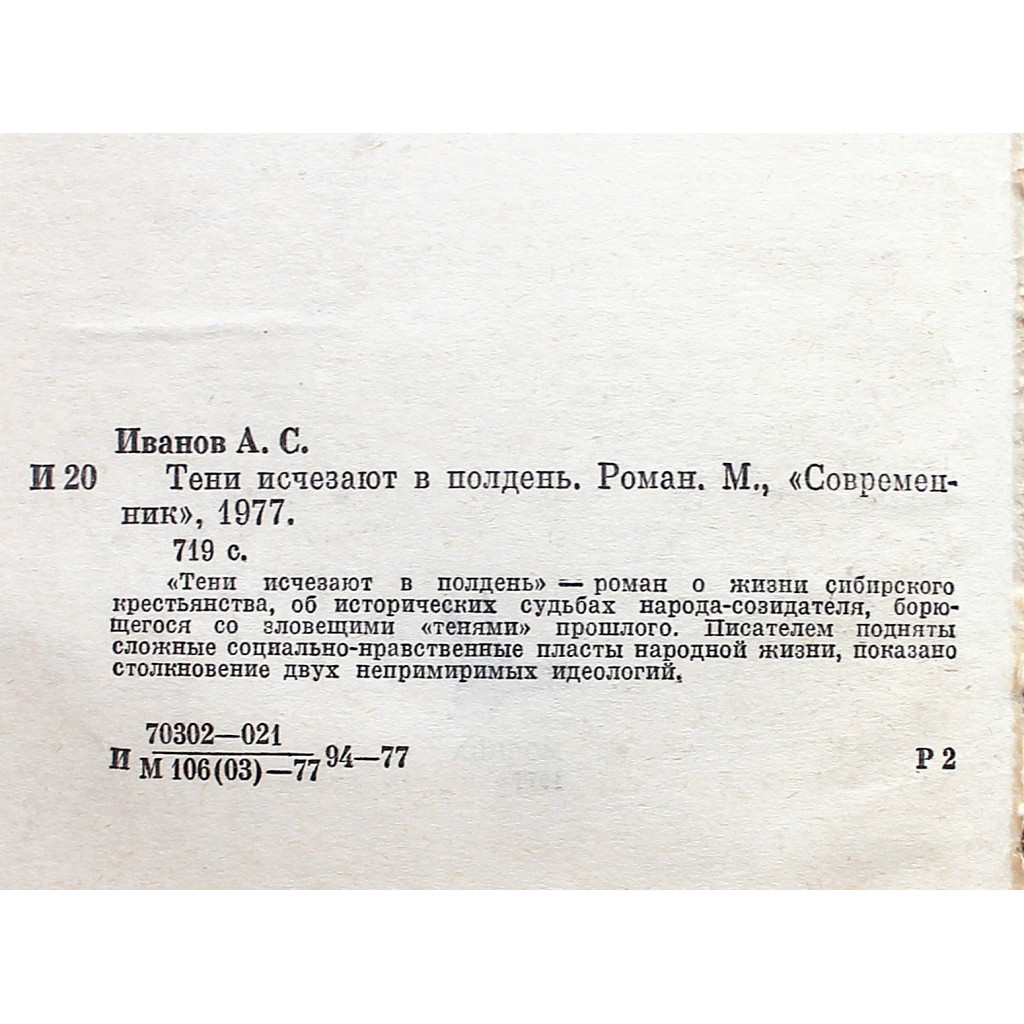 Иванов А. С.
И 20 Тени исчезают в полдень. Роман. М., «Современ-
ник», 1977.
719 с.
«Тени исчезают в полдень» — роман о жизни сибирского
крестьянства, об исторических судьбах народа-созидателя, борю-
щегося со зловещими «тенями» прошлого. Писателем подняты
сложные социально-нравственные пласты народной жизни, показано
столкновение двух непримиримых идеологий.
70302—021
И М 106(03)—77 94—77 Р 2